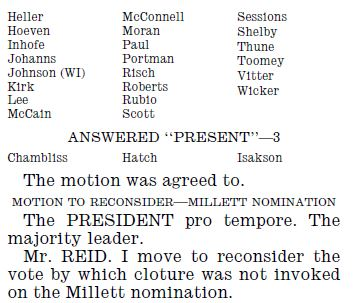 Heller McConnell Sessions
Hoeven Moran Shelby
Inhofe Paul Thune
Johanns Portman Toomey
Johnson (WI) Risch Vitter
Kirk Roberts Wicker
Lee Rubio
McCain Scott
ANSWERED ‘‘PRESENT’’—3
Chambliss Hatch Isakson
The motion was agreed to.
MOTION TO RECONSIDER—MILLETT NOMINATION
The PRESIDENT pro tempore. The
majority leader.
Mr. REID. I move to reconsider the
vote by which cloture was not invoked
on the Millett nomination.